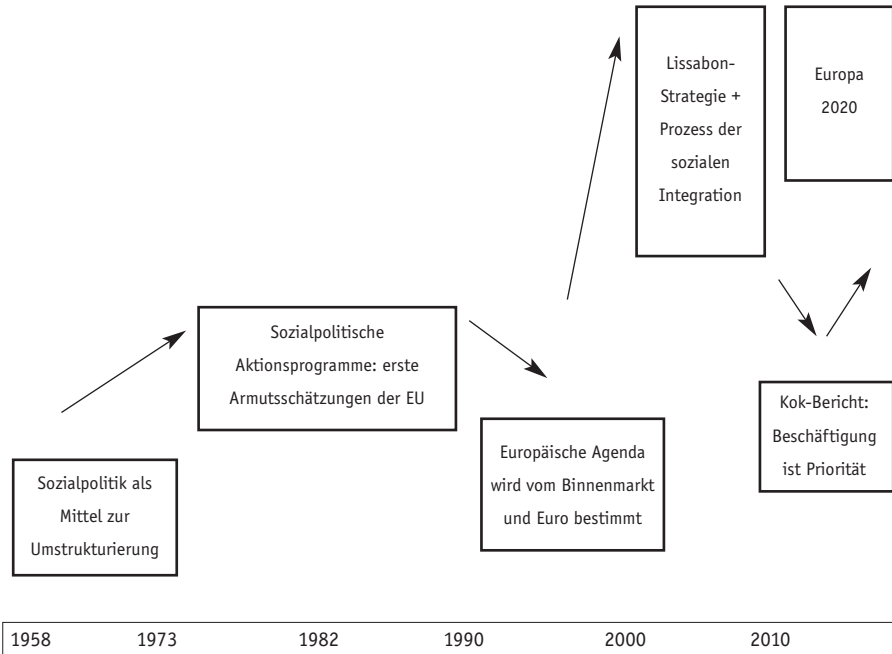 Lissabon-
Strategie +
Prozess der
sozialen
Integration
Europa
2020
Sozialpolitische
Aktionsprogramme: erste
Armutsschätzungen der EU
Kok-Bericht:
Beschäftigung
ist Priorität
Europäische Agenda
wird vom Binnenmarkt
und Euro bestimmt
Sozialpolitik als
Mittel zur
Umstrukturierung
1958 1973 1982 1990 2000 2010